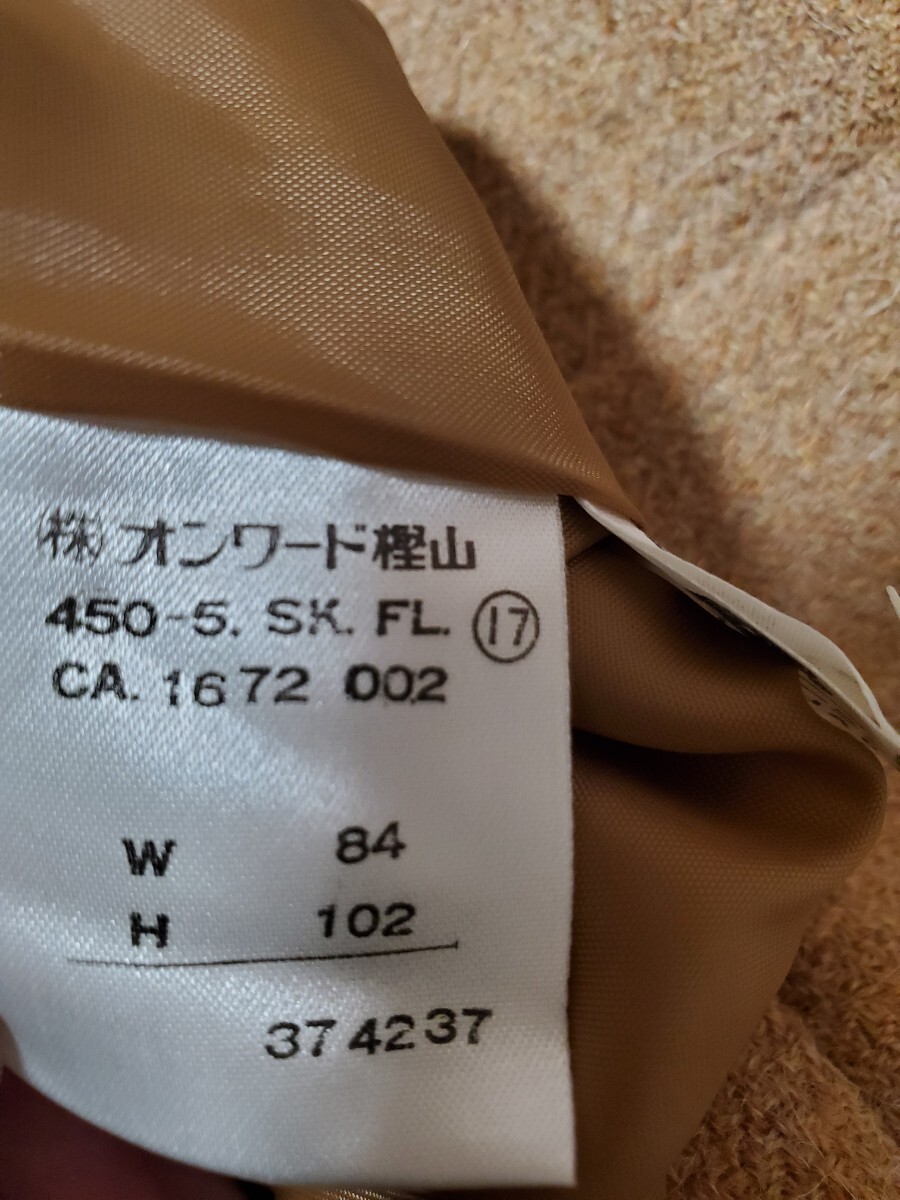 (株)オンワード樫山
450-5. SK. FL. ⑰
CA. 1672 002
W 84
H 102
374237